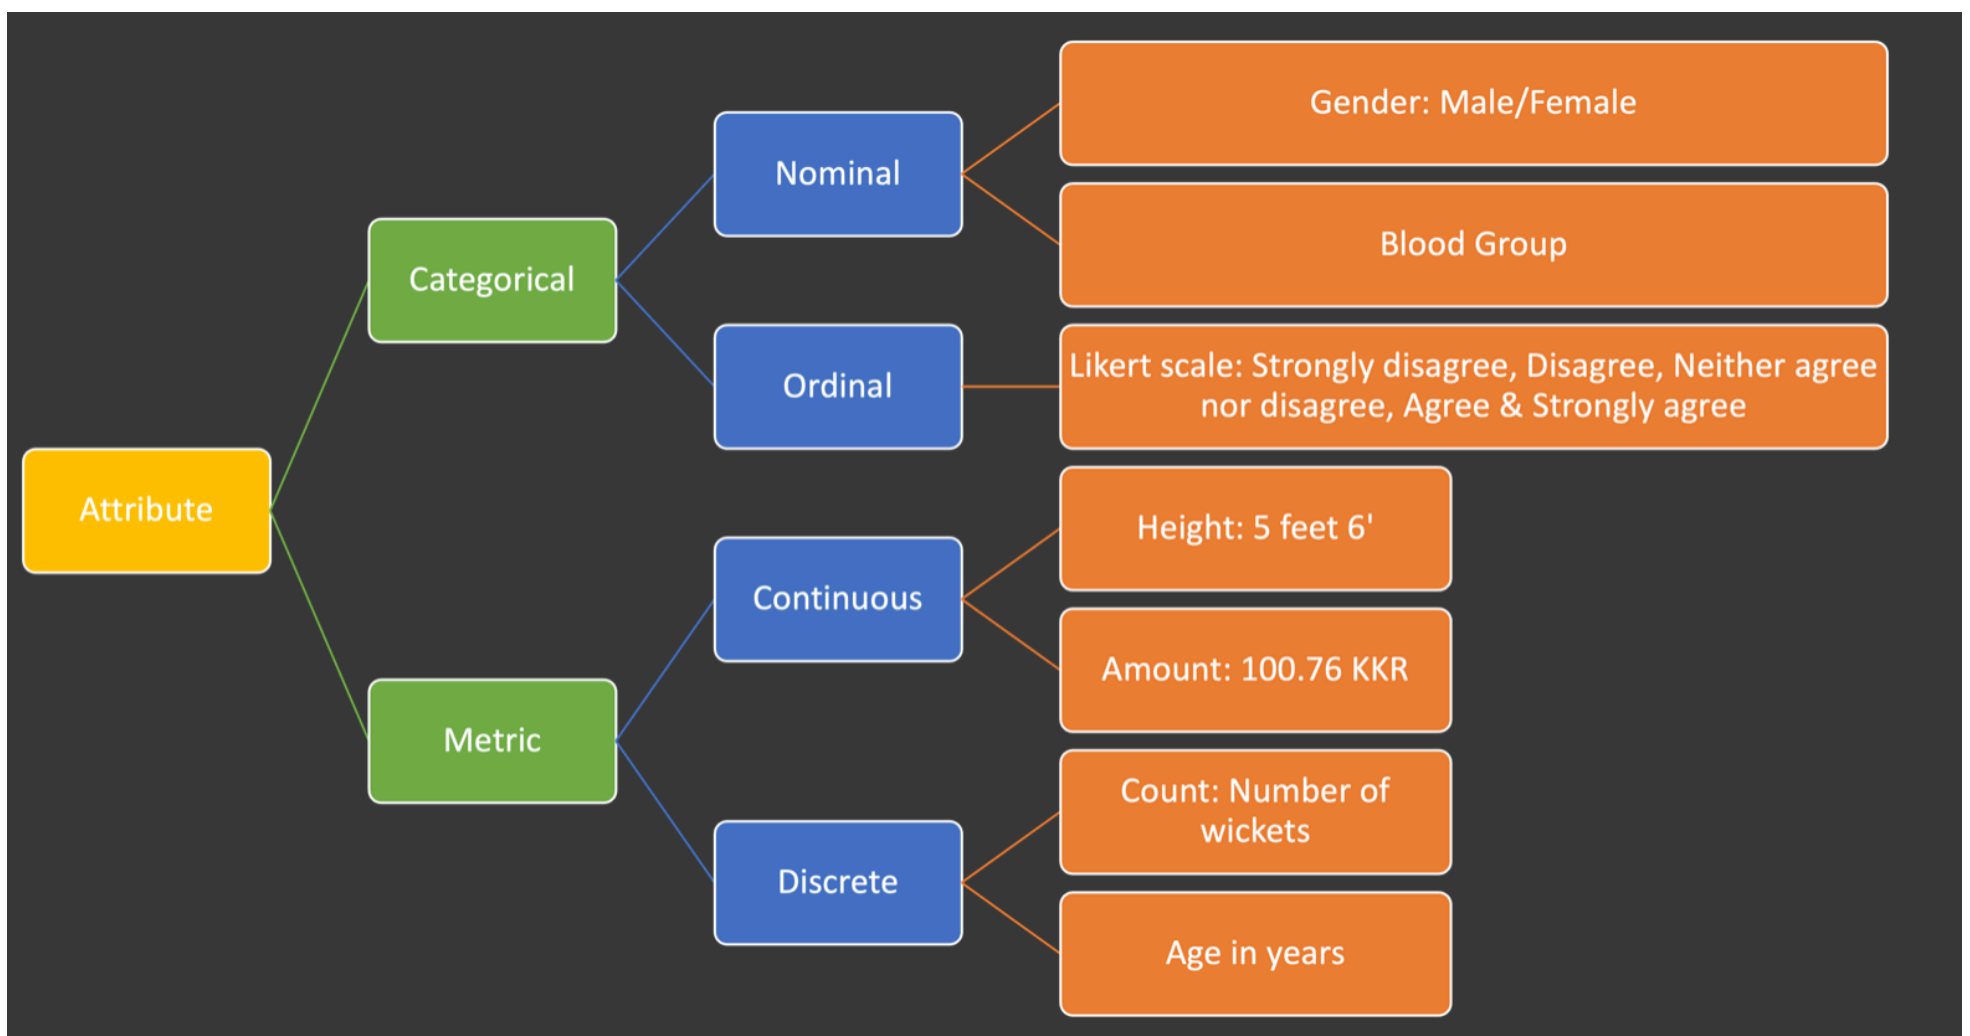 Attribute
Categorical
Nominal
Gender: Male/Female
Blood Group
Ordinal
Likert scale: Strongly disagree, Disagree, Neither agree
nor disagree, Agree & Strongly agree
Metric
Continuous
Height: 5 feet 6'
Amount: 100.76 KKR
Discrete
Count: Number of
wickets
Age in years